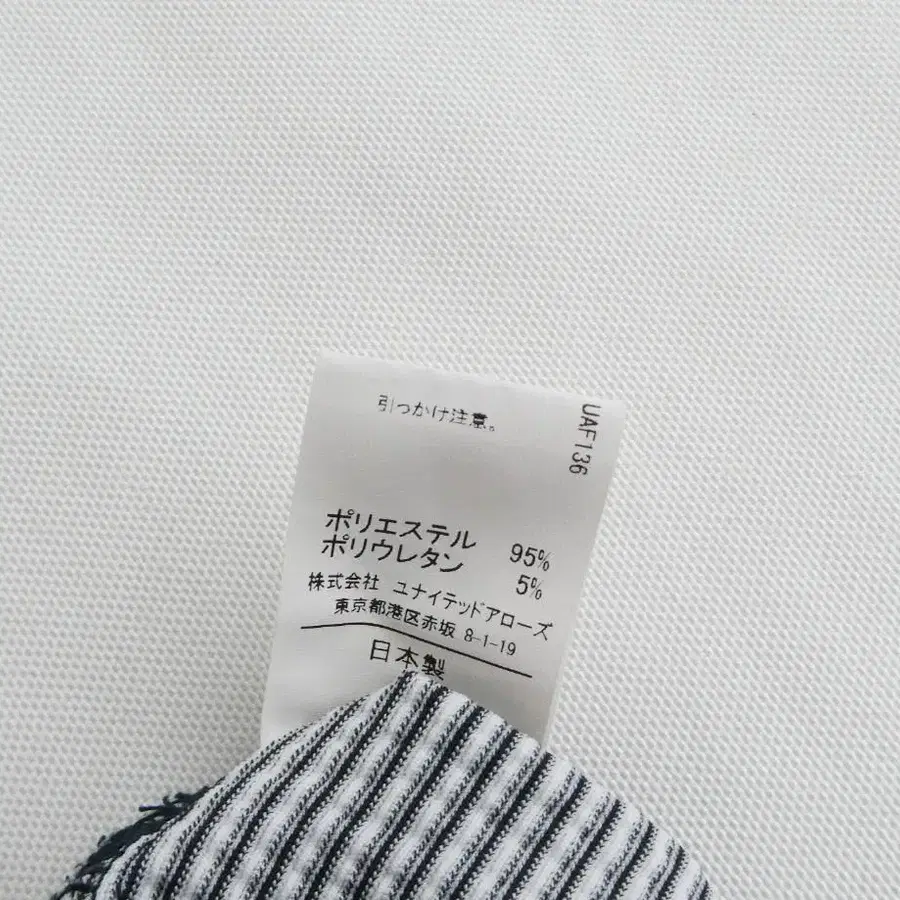 引っかけ注意。
UAF136
ポリエステル 95%
ポリウレタン 5%
株式会社 ユナイテッドアローズ
東京都港区赤坂 8-1-19
日本製